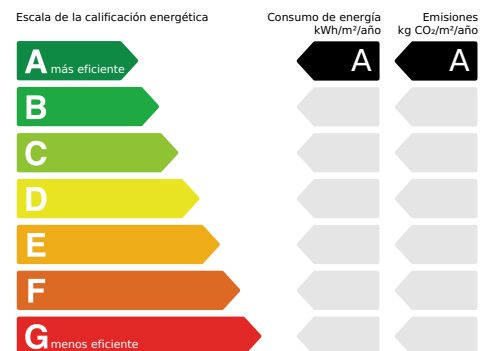 Escala de la calificación energética
Consumo de energía
kWh/m²/año
Emisiones
kg CO₂/m²/año
A más eficiente
A
A
B
C
D
E
F
G menos eficiente